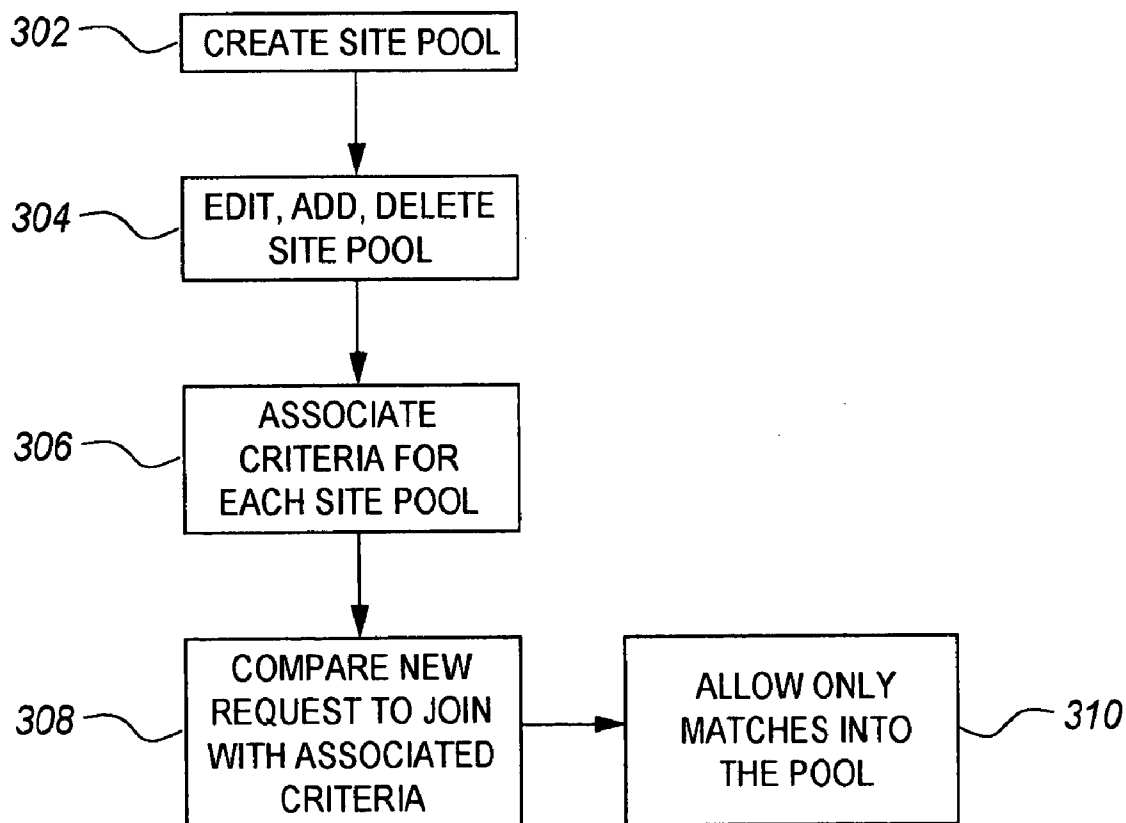 302
CREATE SITE POOL
304
EDIT, ADD, DELETE
SITE POOL
306
ASSOCIATE
CRITERIA FOR
EACH SITE POOL
308
COMPARE NEW
REQUEST TO JOIN
WITH ASSOCIATED
CRITERIA
ALLOW ONLY
MATCHES INTO
THE POOL
310